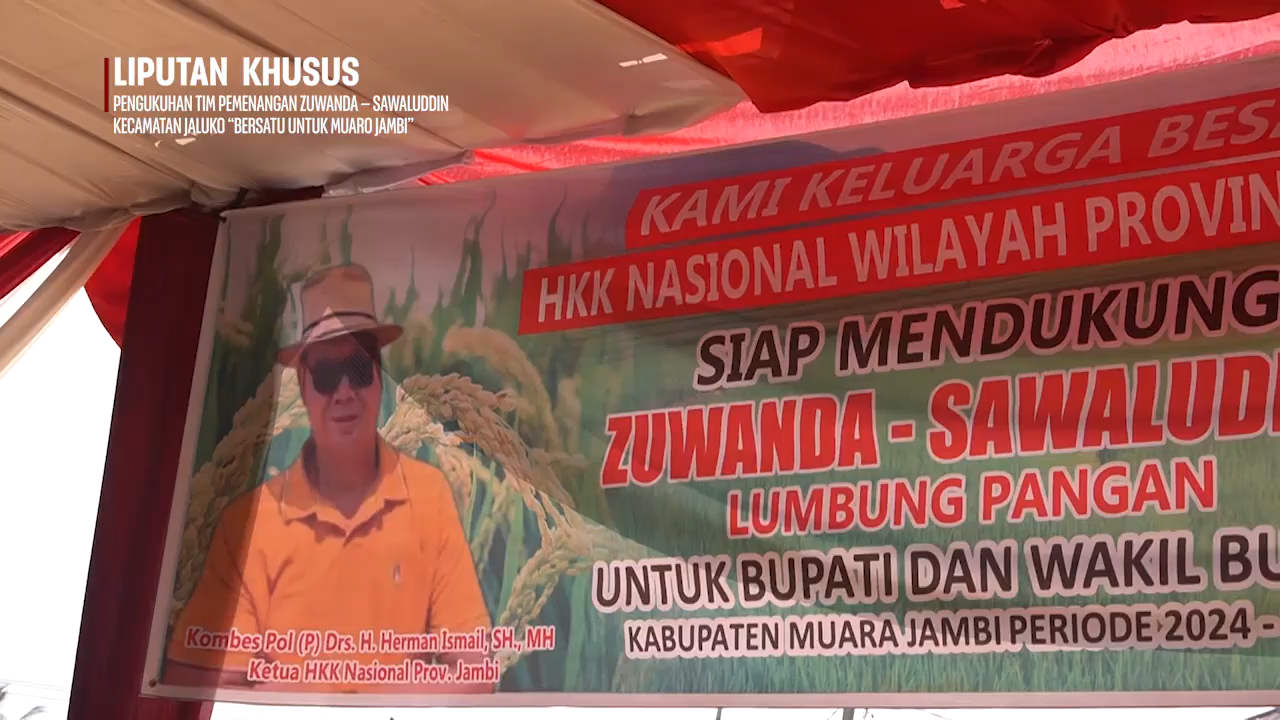 LIPUTAN KHUSUS
PENGUKUHAN TIM PEMENANGAN ZUWANDA – SAWALUDDIN
KECAMATAN JALUKO “BERSATU UNTUK MUARO JAMBI”
KAMI KELUARGA BESA
HKK NASIONAL WILAYAH PROVIN
SIAP MENDUKUNG
ZUWANDA - SAWALUD
LUMBUNG PANGAN
UNTUK BUPATI DAN WAKIL BU
KABUPATEN MUARA JAMBI PERIODE 2024 -
Kombes Pol (P) Drs. H. Herman Ismail, SH., MH
Ketua HKK Nasional Prov. Jambi